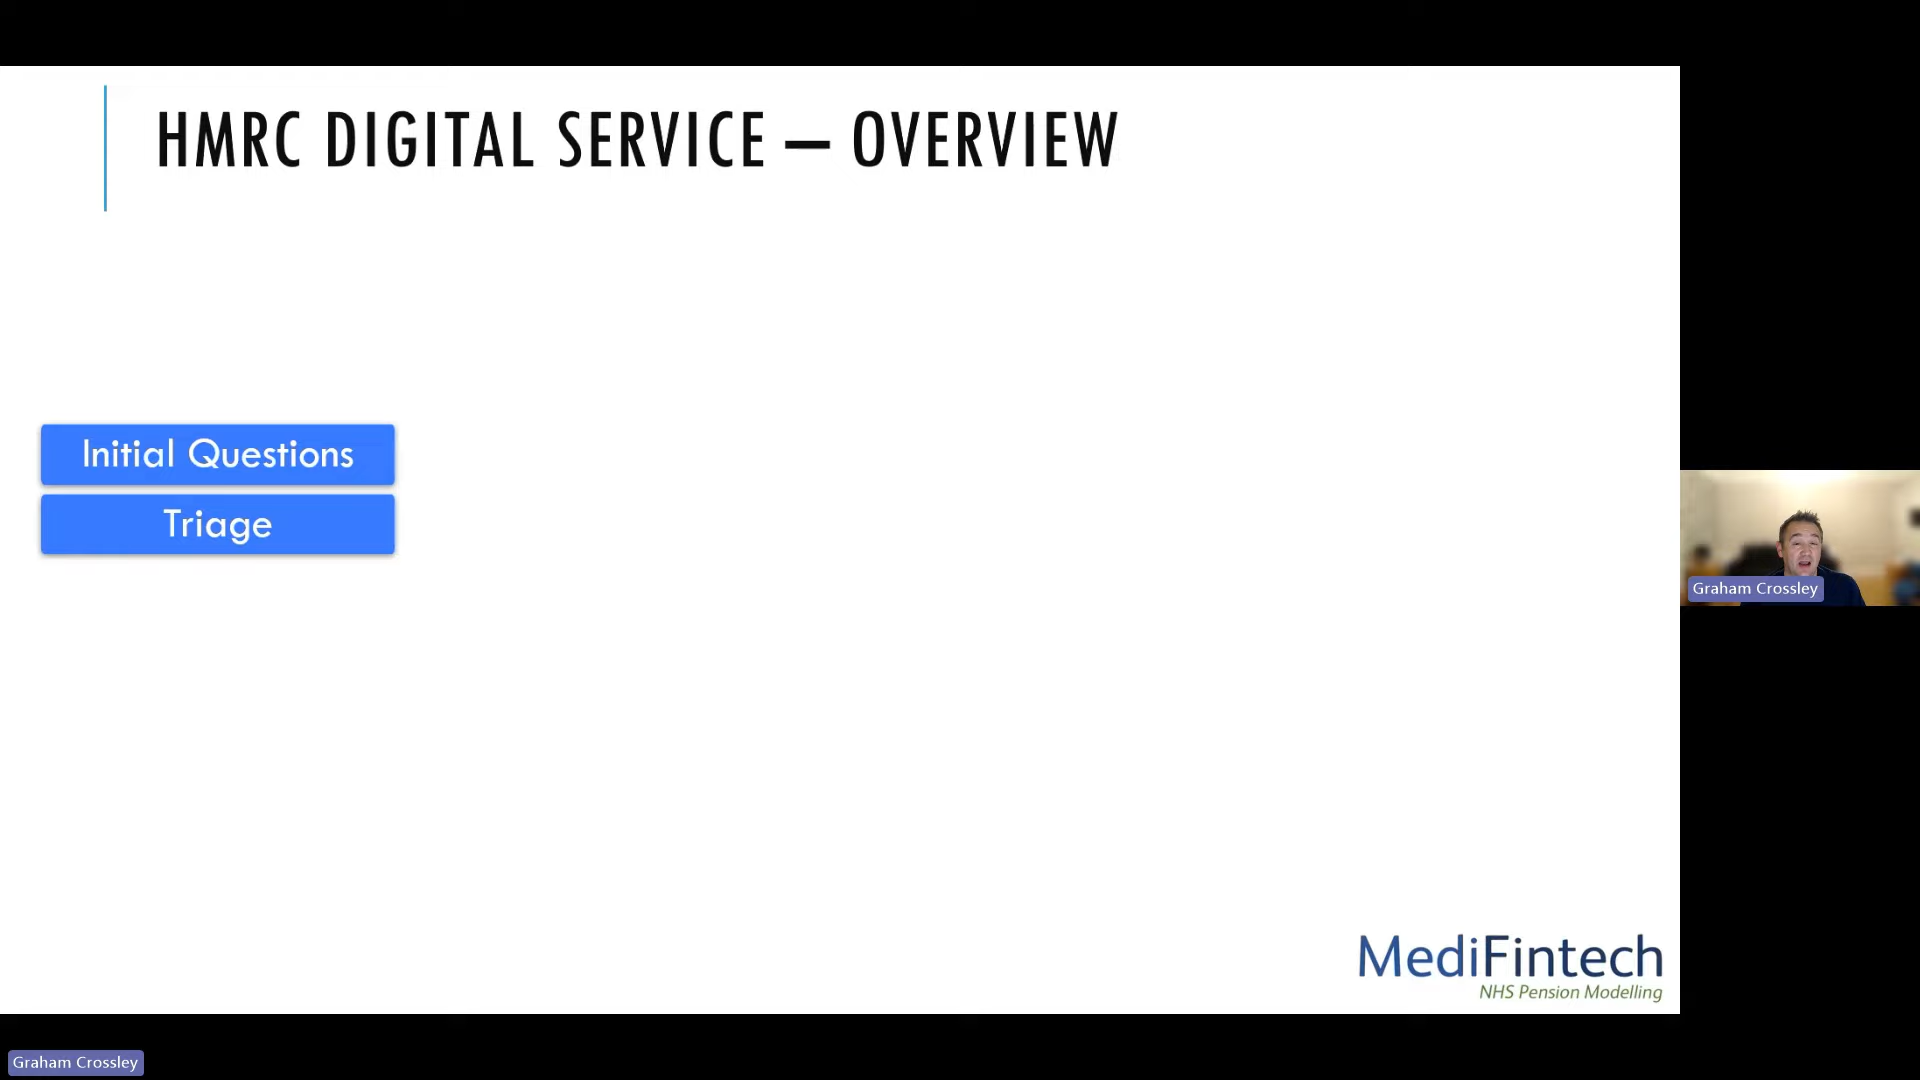 HMRC DIGITAL SERVICE — OVERVIEW
Initial Questions
Triage
Graham Crossley
MediFintech
NHS Pension Modelling
Graham Crossley